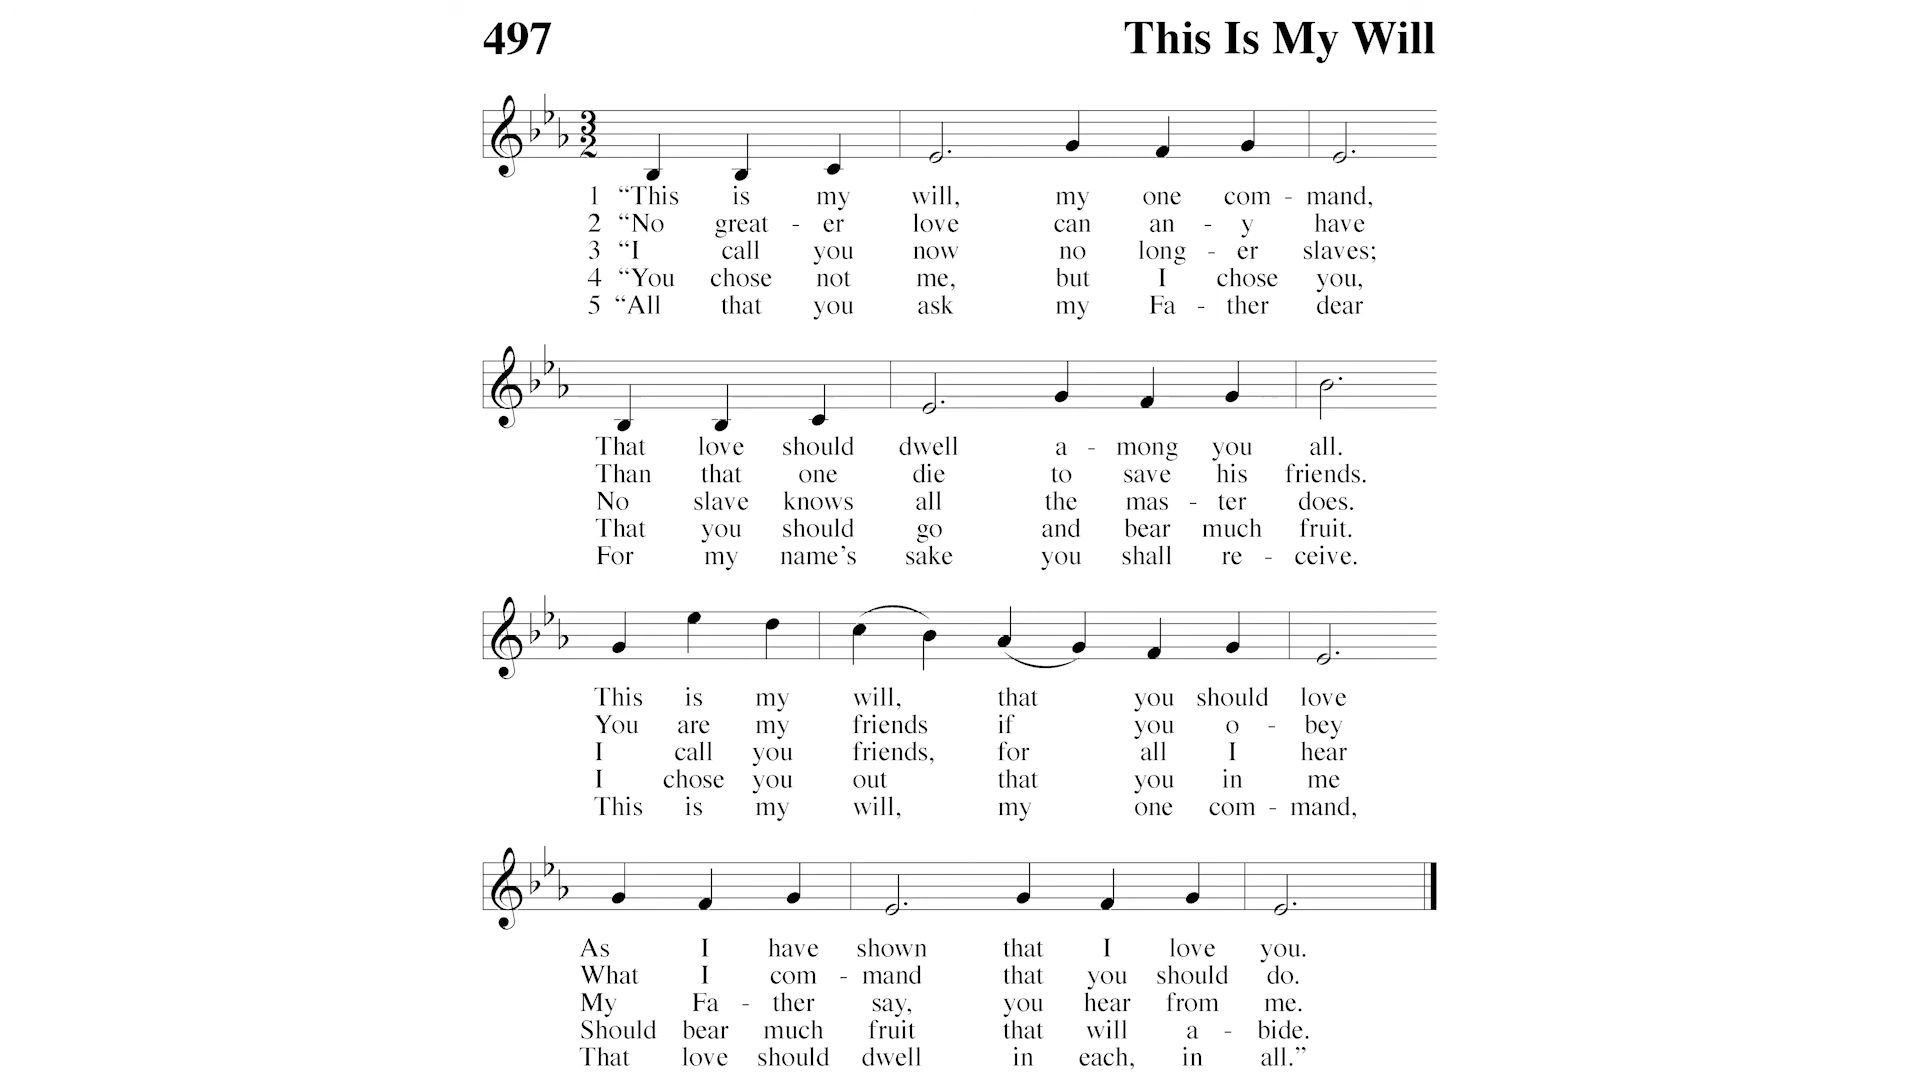 497 This Is My Will
1 “This is my will, my one com - mand,
2 “No great - er love can an - y have
3 “I call you now no long - er slaves;
4 “You chose not me, but I chose you,
5 “All that you ask my Fa - ther dear
That love should dwell a - mong you all.
Than that one die to save his friends.
No slave knows all the mas - ter does.
That you should go and bear much fruit.
For my name’s sake you shall re - ceive.
This is my will, that you should love
You are my friends if you o - bey
I call you friends, for all I hear
I chose you out that you in me
This is my will, my one com - mand,
As I have shown that I love you.
What I com - mand that you should do.
My Fa - ther say, you hear from me.
Should bear much fruit that will a - bide.
That love should dwell in each, in all.”